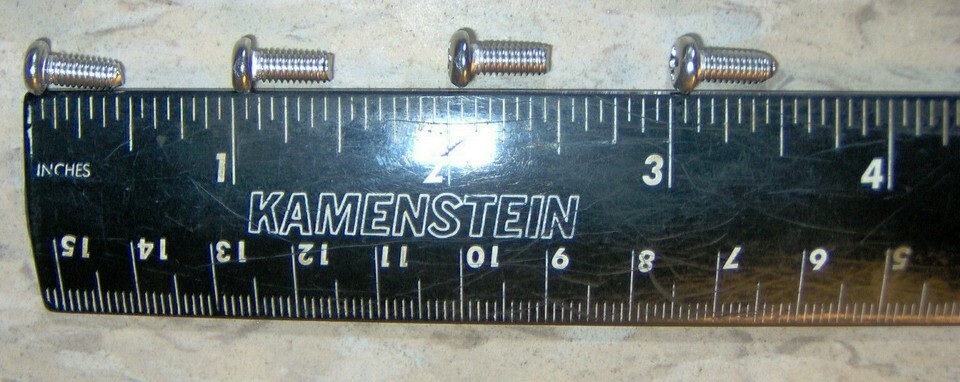 1 2 3 4
INCHES
KAMENSTEIN
15 14 13 12 11 10 9 8 7 6 5